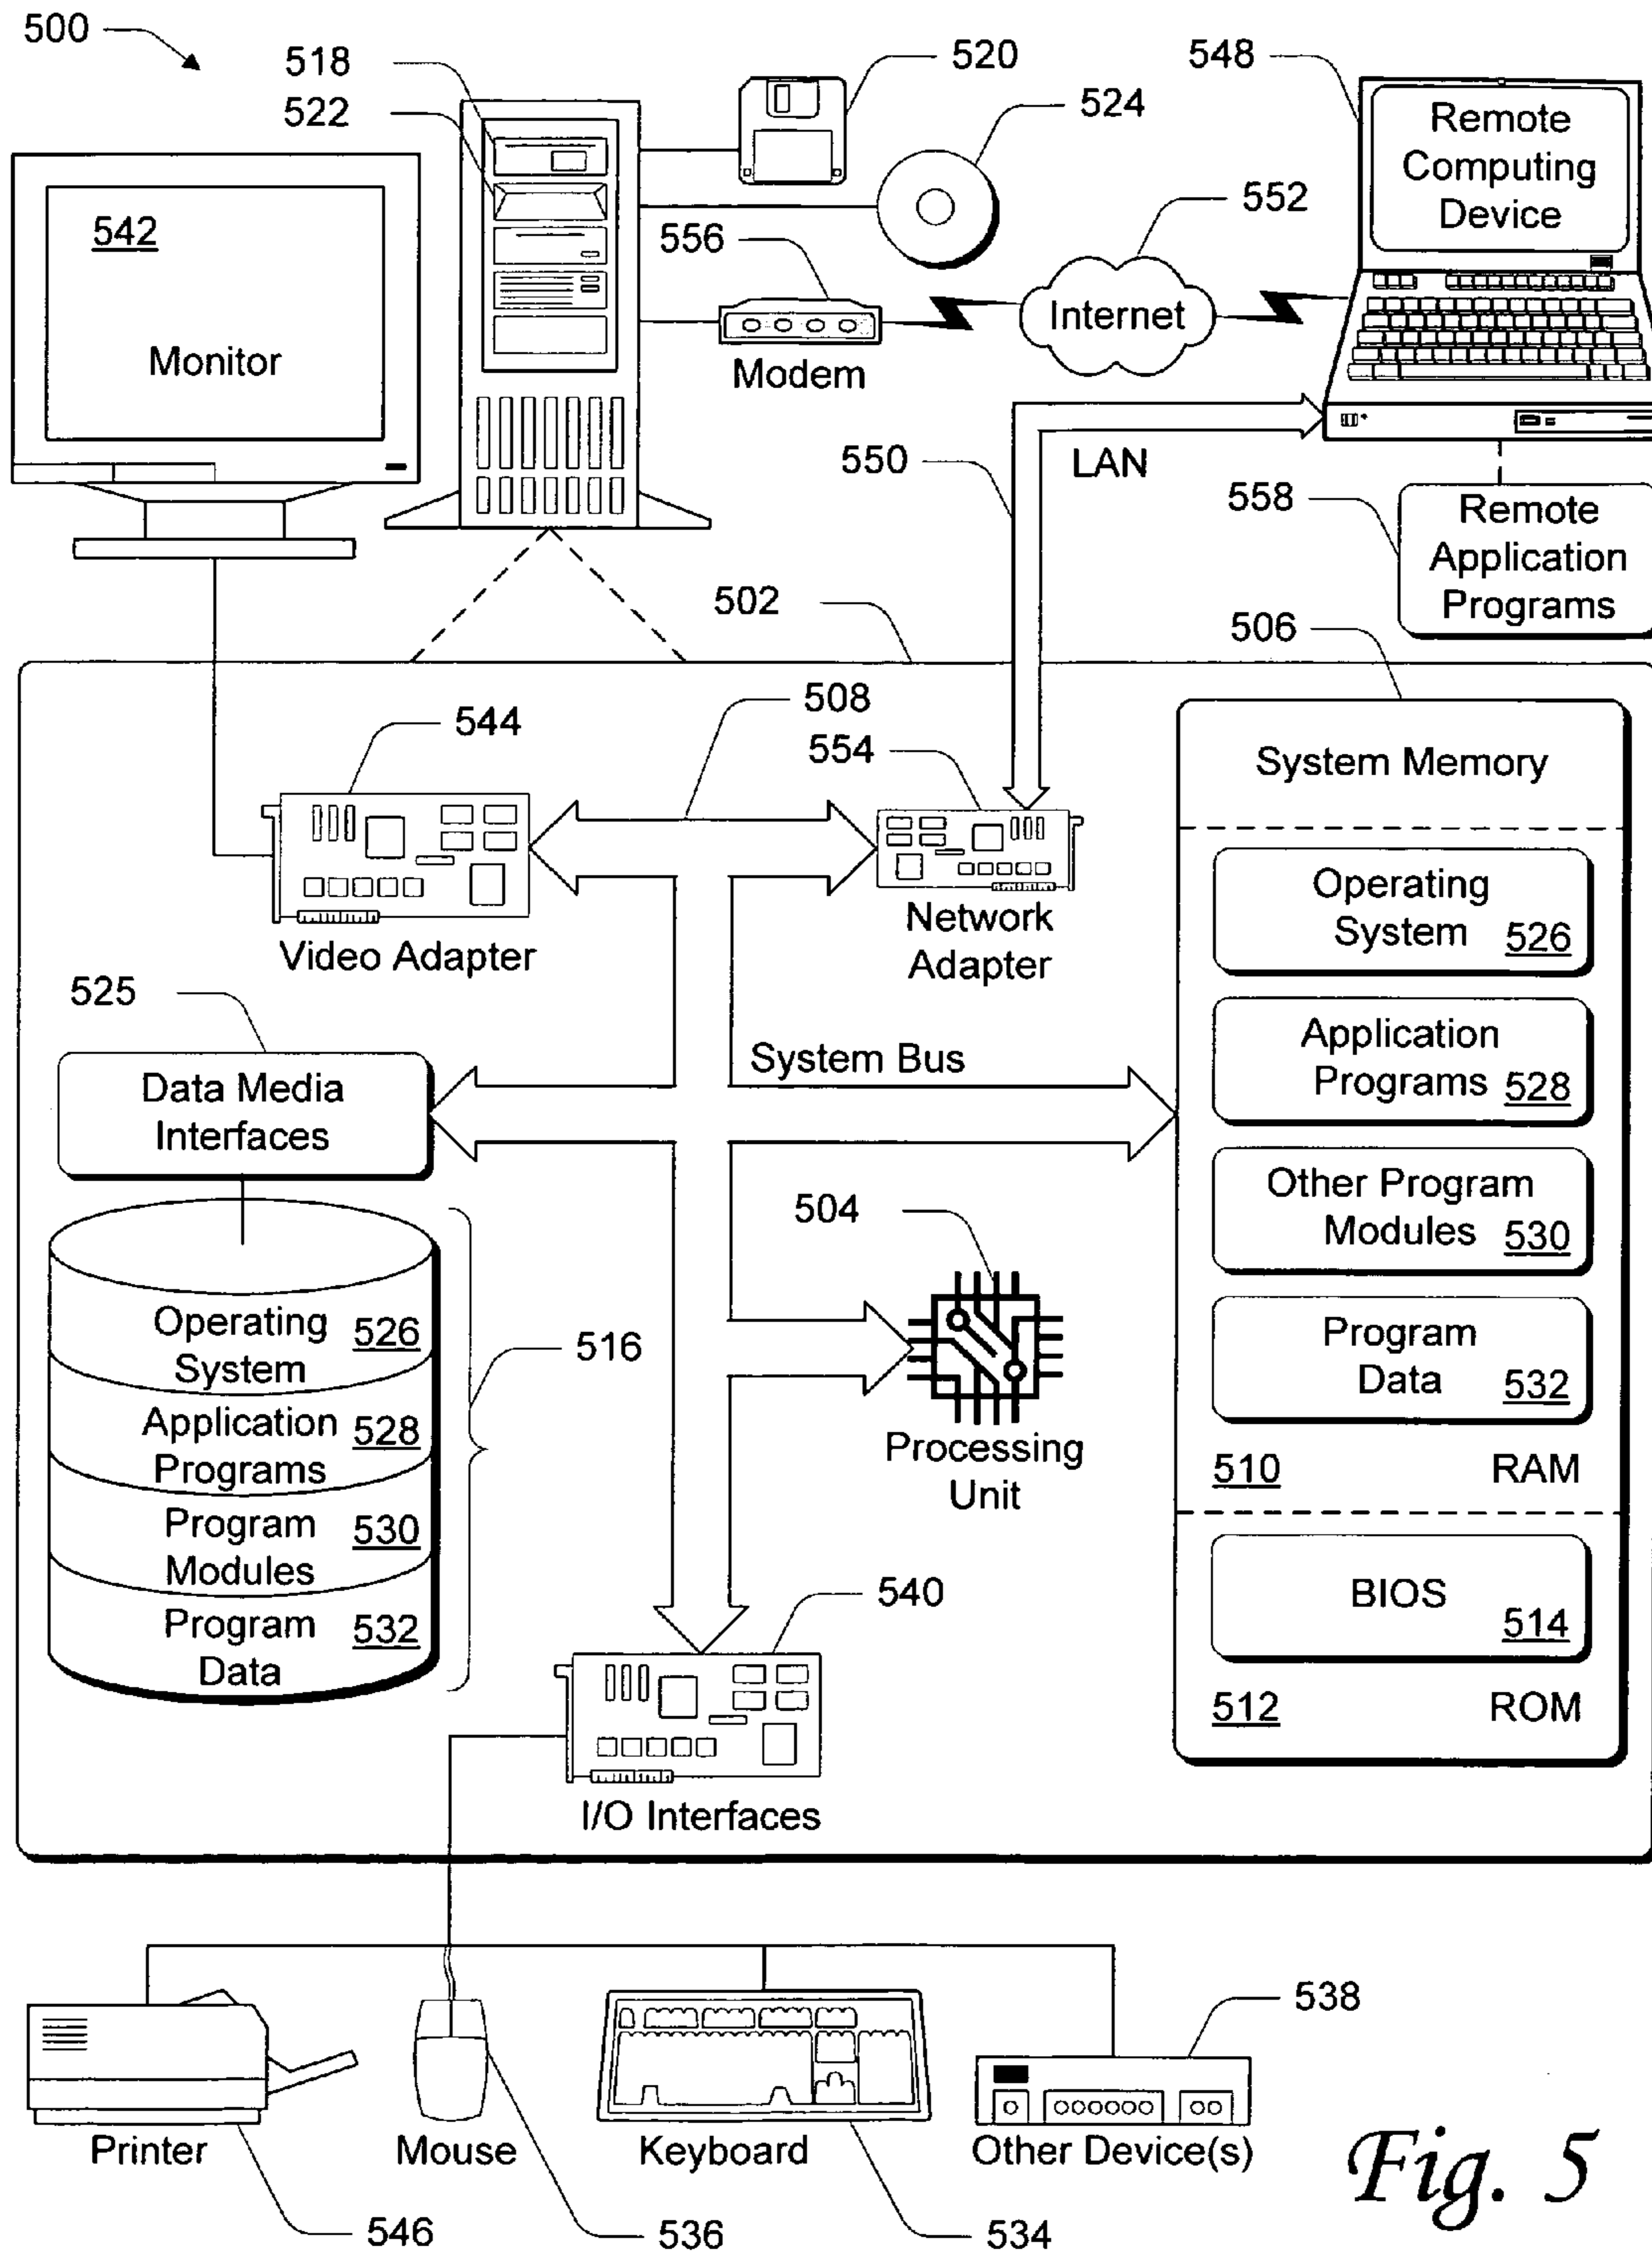 500
518
522
520
524
548
Remote
Computing
Device
542
Monitor
556
Modem
552
Internet
550
LAN
558
Remote
Application
Programs
502
506
544
508
554
Video Adapter
Network
Adapter
System Memory
Operating
System 526
Application
Programs 528
Other Program
Modules 530
Program
Data 532
510 RAM
BIOS
514
512 ROM
525
Data Media
Interfaces
System Bus
504
Processing
Unit
Operating
System 526
Application
Programs 528
Program
Modules 530
Program
Data 532
516
540
I/O Interfaces
538
Printer
Mouse
Keyboard
Other Device(s)
546
536
534
Fig. 5